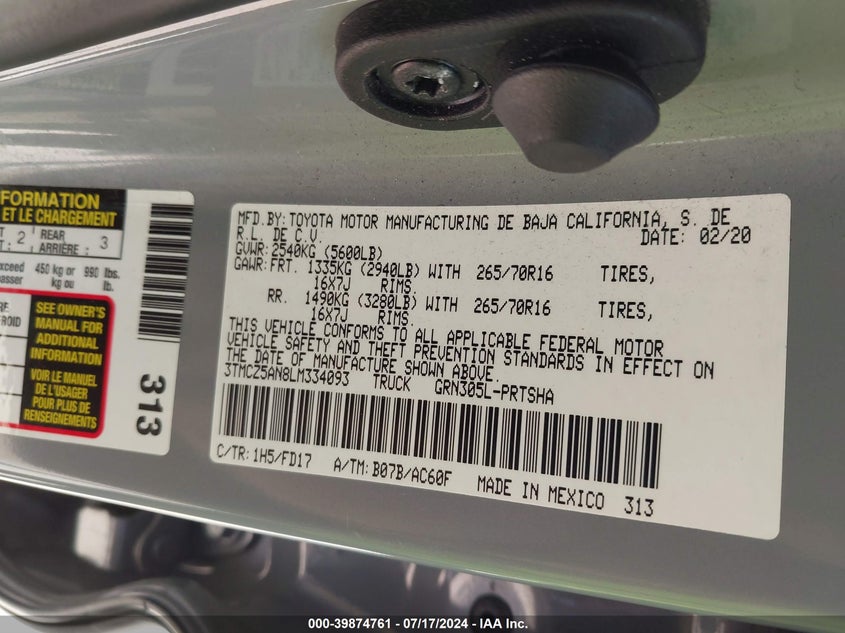 FORMATION
ET LE CHARGEMENT
2 REAR 3
ARRIÈRE :
exceed 450 kg or 990 lbs.
kg ou lb.
SEE OWNER'S
MANUAL FOR
ADDITIONAL
INFORMATION
VOIR LE MANUEL
DE L'USAGER
POUR PLUS DE
RENSEIGNEMENTS
313
MFD.BY:TOYOTA MOTOR MANUFACTURING DE BAJA CALIFORNIA, S. DE
R.L. DE C.V. DATE: 02/20
GVWR:2540KG (5600LB)
GAWR:FRT. 1335KG (2940LB) WITH 265/70R16 TIRES,
16X7J RIMS.
RR. 1490KG (3280LB) WITH 265/70R16 TIRES,
16X7J RIMS.
THIS VEHICLE CONFORMS TO ALL APPLICABLE FEDERAL MOTOR
VEHICLE SAFETY AND THEFT PREVENTION STANDARDS IN EFFECT ON
THE DATE OF MANUFACTURE SHOWN ABOVE.
3TMCZ5AN8LM334093 TRUCK GRN305L-PRTSHA
C/TR:1H5/FD17 A/TM:B07B/AC60F MADE IN MEXICO 313
000-39874761 - 07/17/2024 - IAA Inc.